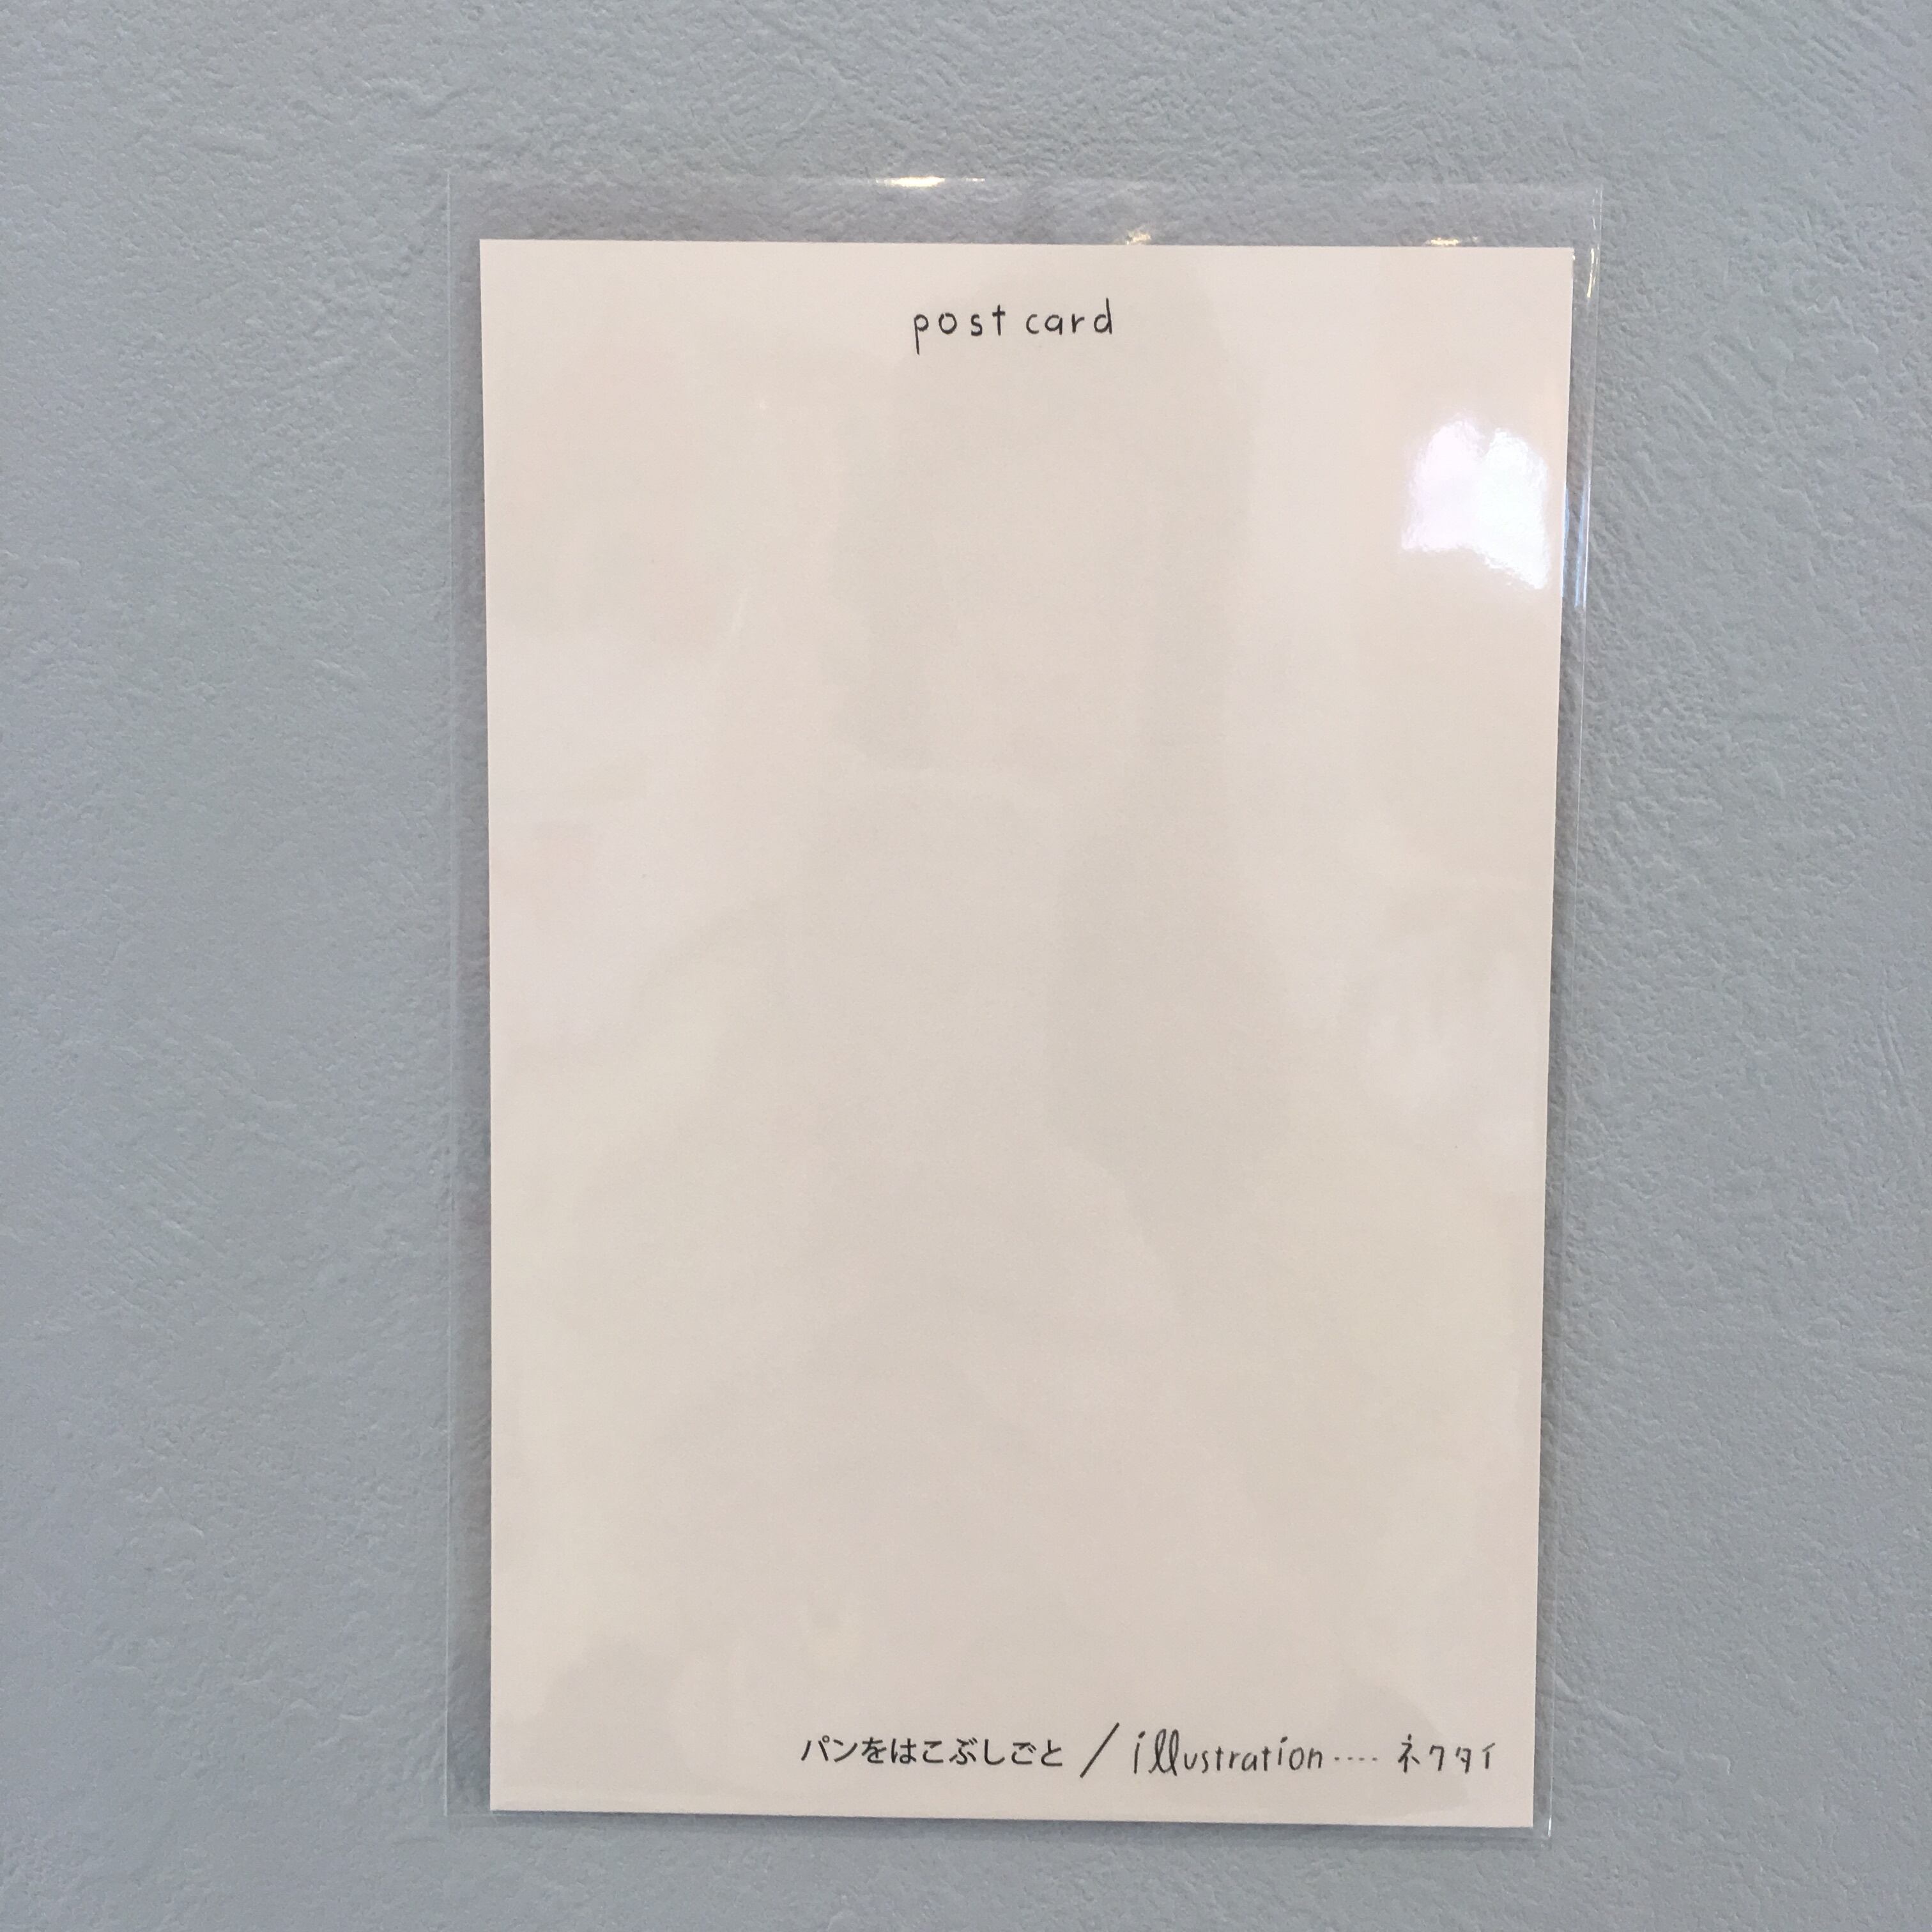 post card
パンをはこぶしごと / illustration.... ネクタイ